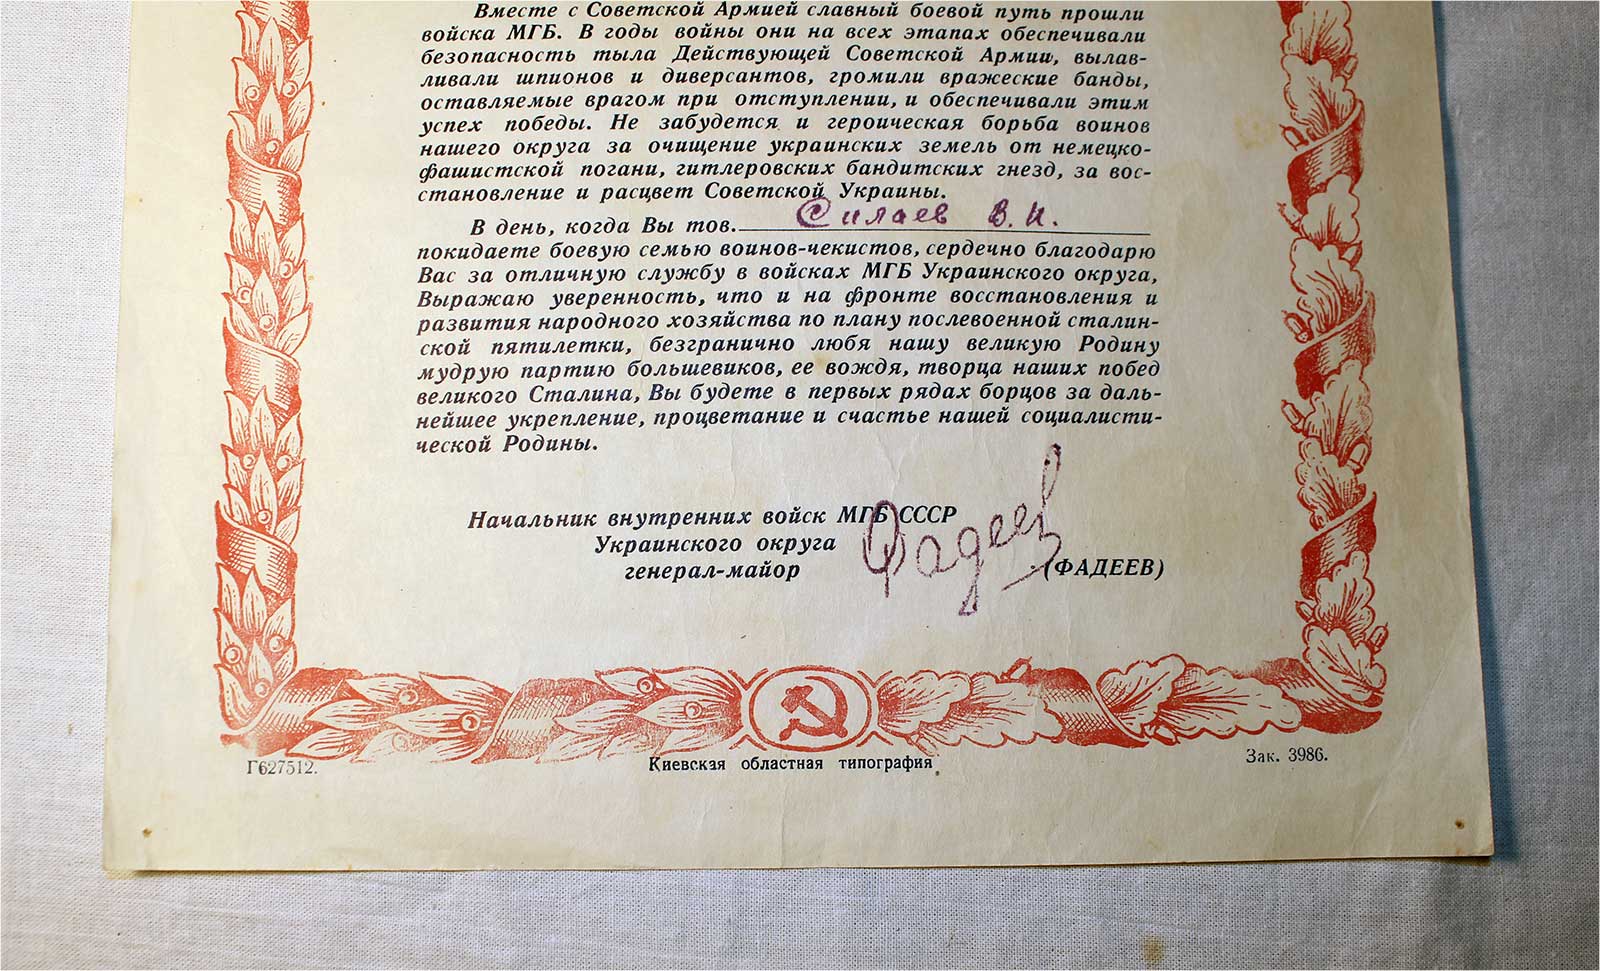 Вместе с Советской Армией славный боевой путь прошли
войска МГБ. В годы войны они на всех этапах обеспечивали
безопасность тыла Действующей Советской Армии, вылав-
ливали шпионов и диверсантов, громили вражеские банды,
оставляемые врагом при отступлении, и обеспечивали этим
успех победы. Не забудется и героическая борьба воинов
нашего округа за очищение украинских земель от немецко-
фашистской погани, гитлеровских бандитских гнезд, за вос-
становление и расцвет Советской Украины.
В день, когда Вы тов. Силаев В. И.
покидаете боевую семью воинов-чекистов, сердечно благодарю
Вас за отличную службу в войсках МГБ Украинского округа,
Выражаю уверенность, что и на фронте восстановления и
развития народного хозяйства по плану послевоенной сталин-
ской пятилетки, безгранично любя нашу великую Родину
мудрую партию большевиков, ее вождя, творца наших побед
великого Сталина, Вы будете в первых рядах борцов за даль-
нейшее укрепление, процветание и счастье нашей социалисти-
ческой Родины.
Начальник внутренних войск МГБ СССР
Украинского округа
генерал-майор Фадеев (ФАДЕЕВ)
Г627512. Киевская областная типография Зак. 3986.